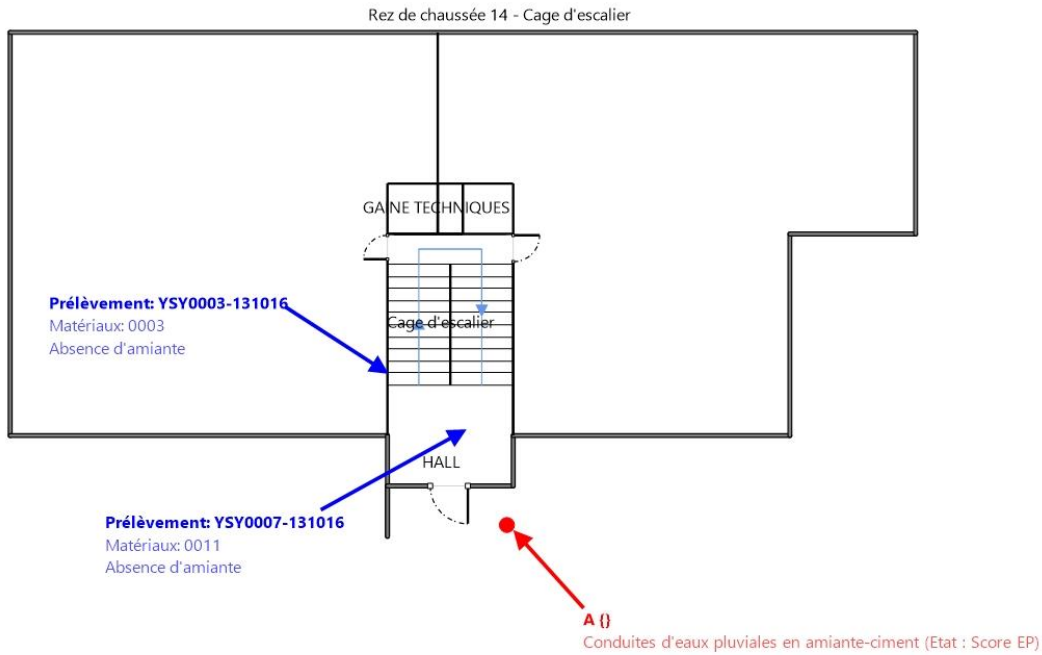 Rez de chaussée 14 - Cage d'escalier
GAINE TECHNIQUES
Prélèvement: YSY0003-131016
Matériaux: 0003
Absence d'amiante
Cage d'escalier
HALL
Prélèvement: YSY0007-131016
Matériaux: 0011
Absence d'amiante
A {}
Conduites d'eaux pluviales en amiante-ciment (Etat : Score EP)